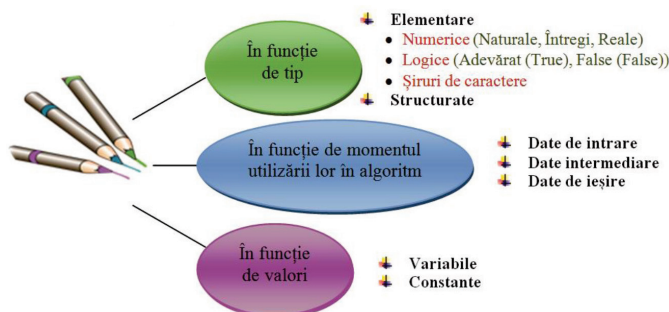 În funcție
de tip
Elementare
Numerice (Naturale, Întregi, Reale)
Logice (Adevărat (True), False (False))
Șiruri de caractere
Structurate
În funcție de momentul
utilizării lor în algoritm
Date de intrare
Date intermediare
Date de ieșire
În funcție
de valori
Variabile
Constante